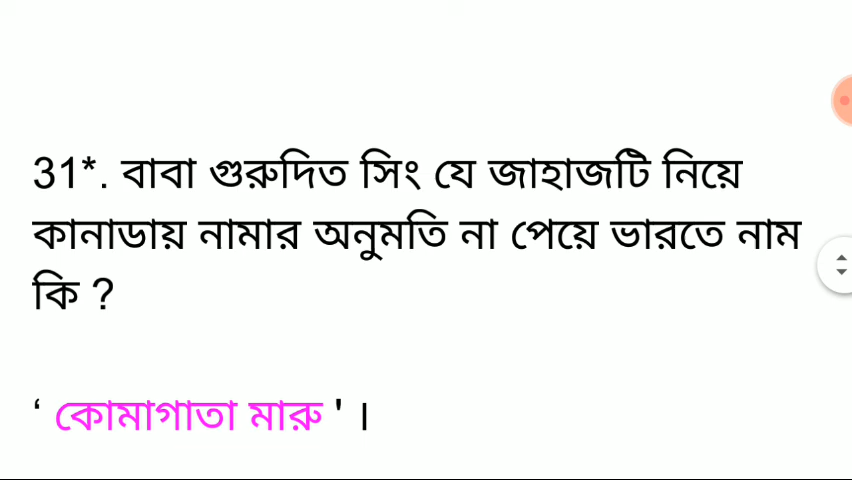 31*. বাবা গুরুদিত সিং যে জাহাজটি নিয়ে
কানাডায় নামার অনুমতি না পেয়ে ভারতে নাম
কি ?
‘ কোমাগাতা মারু ' ।